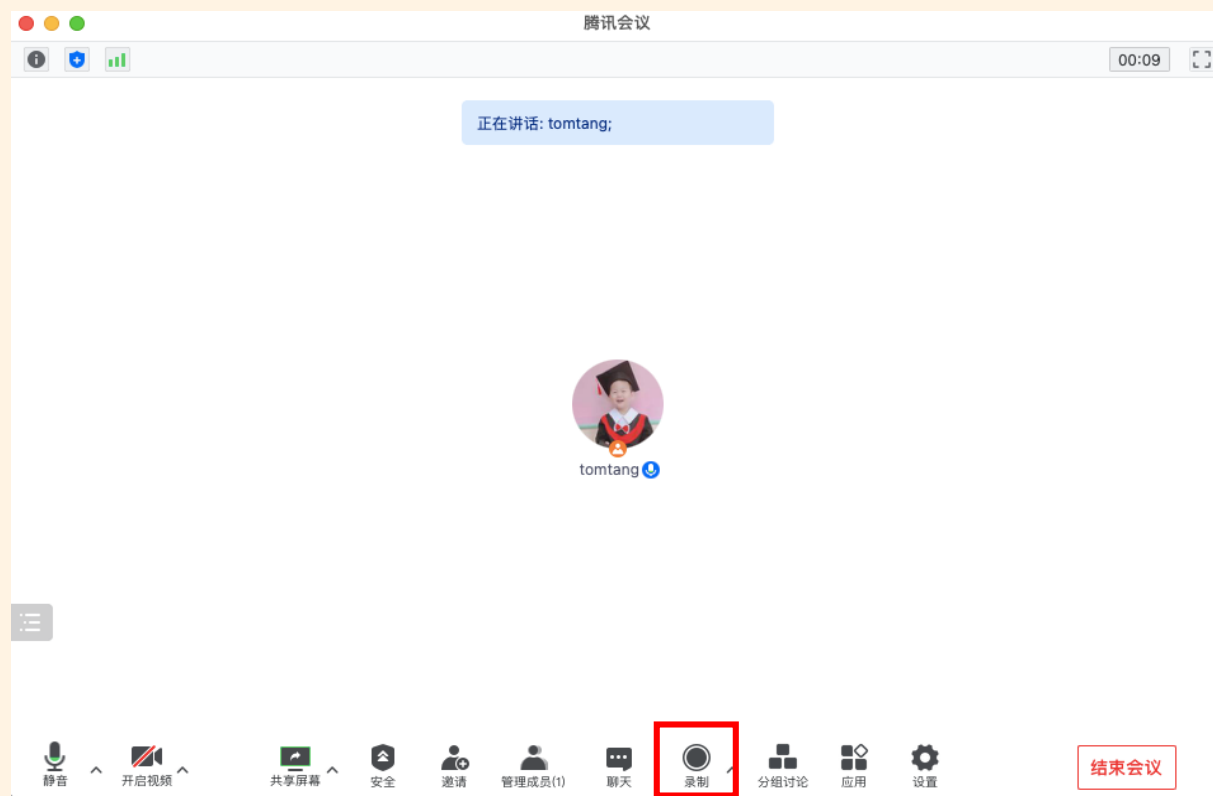 腾讯会议
00:09
正在讲话: tomtang;
tomtang
静音
开启视频
共享屏幕
安全
邀请
管理成员(1)
聊天
录制
分组讨论
应用
设置
结束会议